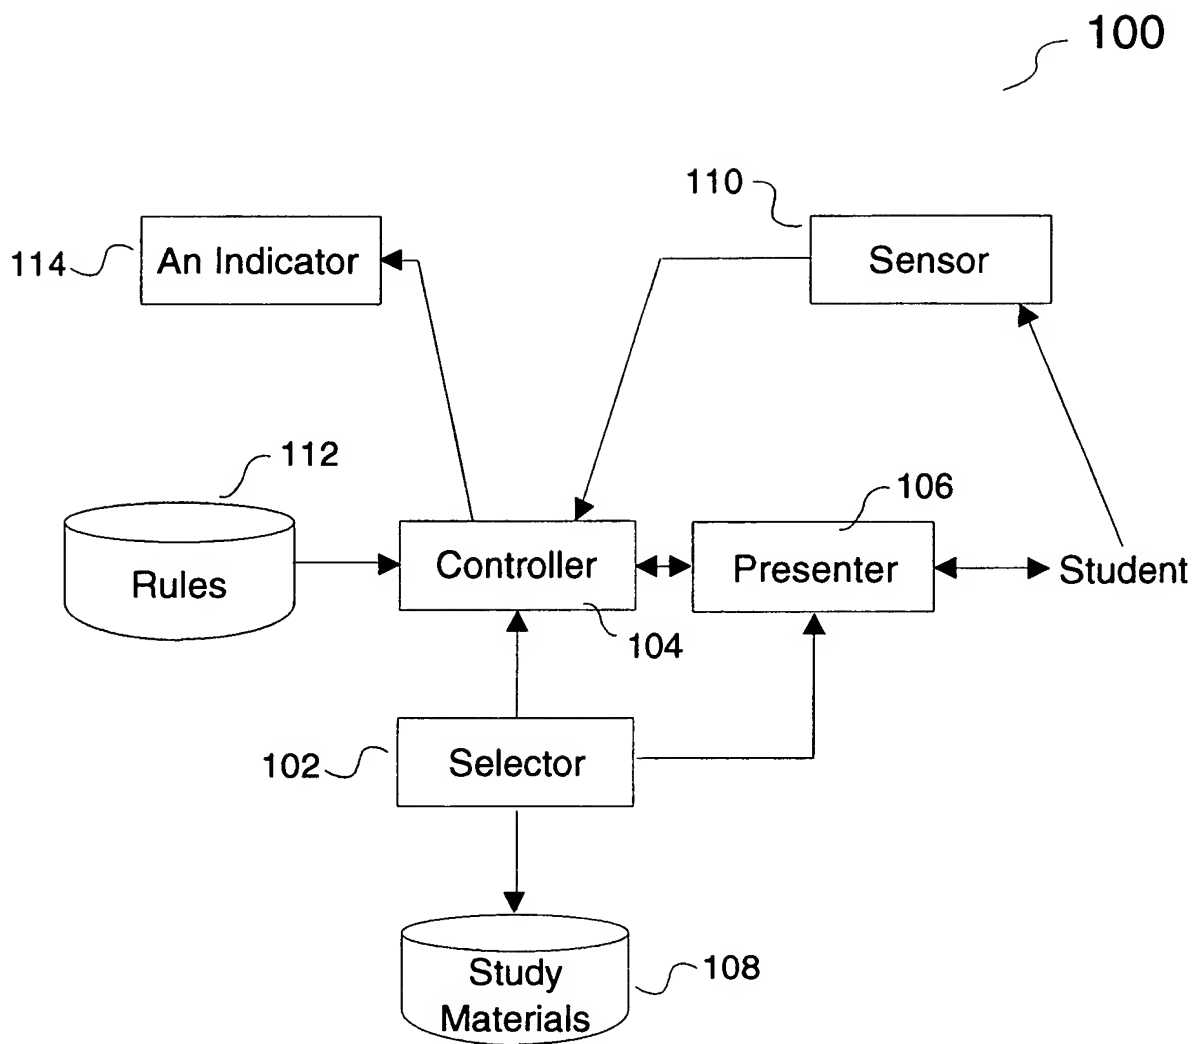 100
110
An Indicator
Sensor
114
112
106
Controller
Presenter
Student
Rules
104
102
Selector
Study
Materials
108